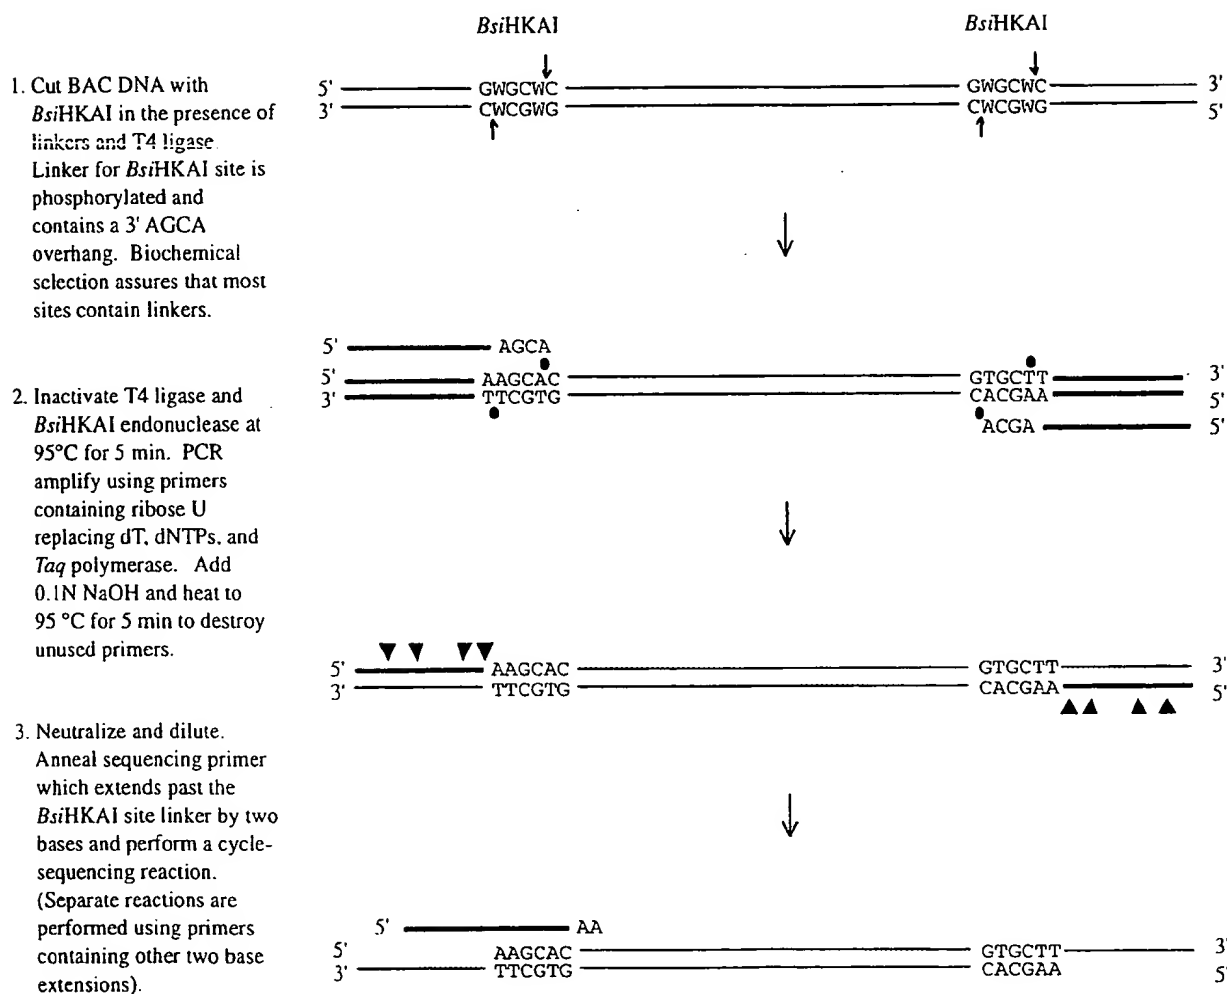 BsiHKAI BsiHKAI
1. Cut BAC DNA with
BsiHKAI in the presence of
linkers and T4 ligase
Linker for BsiHKAI site is
phosphorylated and
contains a 3' AGCA
overhang. Biochemical
selection assures that most
sites contain linkers.
5' GWGCWC GWGCWC 3'
3' CWCGWG CWCGWG 5'
5' AGCA
5' AAGCAC GTGCTT 3'
3' TTCGTG CACGAA 5'
ACGA 5'
2. Inactivate T4 ligase and
BsiHKAI endonuclease at
95°C for 5 min. PCR
amplify using primers
containing ribose U
replacing dT, dNTPs, and
Taq polymerase. Add
0.1N NaOH and heat to
95 °C for 5 min to destroy
unused primers.
5' AAGCAC GTGCTT 3'
3' TTCGTG CACGAA 5'
3. Neutralize and dilute.
Anneal sequencing primer
which extends past the
BsiHKAI site linker by two
bases and perform a cycle-
sequencing reaction.
(Separate reactions are
performed using primers
containing other two base
extensions).
5' AA
5' AAGCAC GTGCTT 3'
3' TTCGTG CACGAA 5'